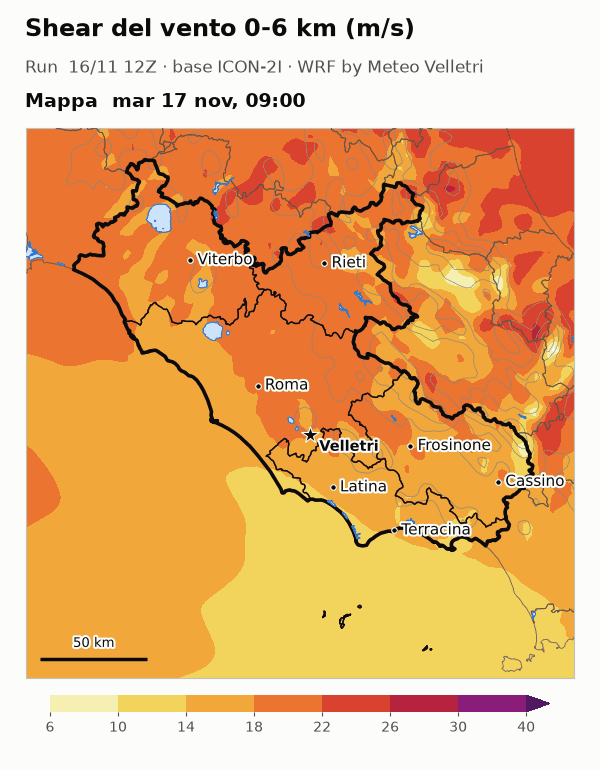 Shear del vento 0-6 km (m/s)
Run 16/11 12Z · base ICON-2I · WRF by Meteo Velletri
Mappa mar 17 nov, 09:00
Viterbo
Rieti
Roma
Velletri
Frosinone
Latina
Cassino
Terracina
50 km
6 10 14 18 22 26 30 40